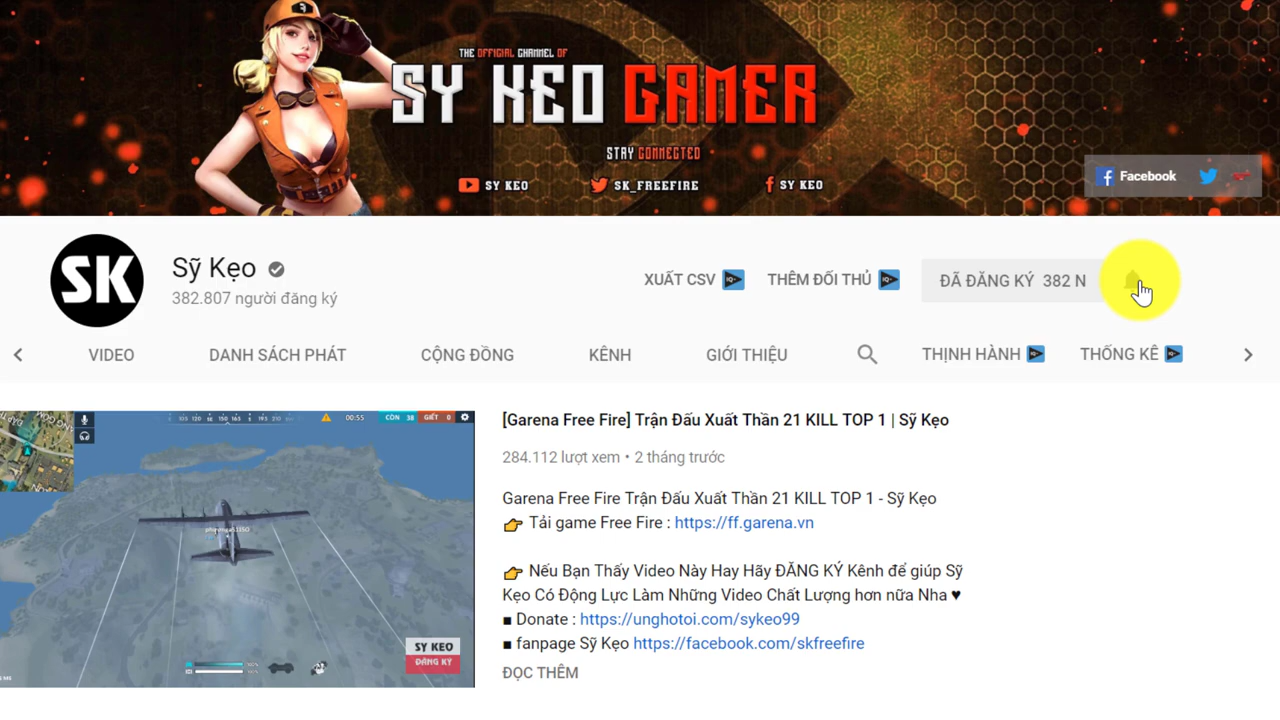 THE OFFICIAL CHANNEL OF
SY KEO GAMER
STAY CONNECTED
SY KEO
SK_FREEFIRE
SY KEO
Facebook
SK
Sỹ Kẹo
382.807 người đăng ký
XUẤT CSV
THÊM ĐỐI THỦ
ĐÃ ĐĂNG KÝ 382 N
VIDEO
DANH SÁCH PHÁT
CỘNG ĐỒNG
KÊNH
GIỚI THIỆU
THỊNH HÀNH
THỐNG KÊ
00:55
CÒN 38
GIẾT 0
SY KEO
ĐĂNG KÝ
[Garena Free Fire] Trận Đấu Xuất Thần 21 KILL TOP 1 | Sỹ Kẹo
284.112 lượt xem • 2 tháng trước
Garena Free Fire Trận Đấu Xuất Thần 21 KILL TOP 1 - Sỹ Kẹo
👉 Tải game Free Fire : https://ff.garena.vn
👉 Nếu Bạn Thấy Video Này Hay Hãy ĐĂNG KÝ Kênh để giúp Sỹ
Kẹo Có Động Lực Làm Những Video Chất Lượng hơn nữa Nha ♥
■ Donate : https://unghotoi.com/sykeo99
■ fanpage Sỹ Kẹo https://facebook.com/skfreefire
ĐỌC THÊM